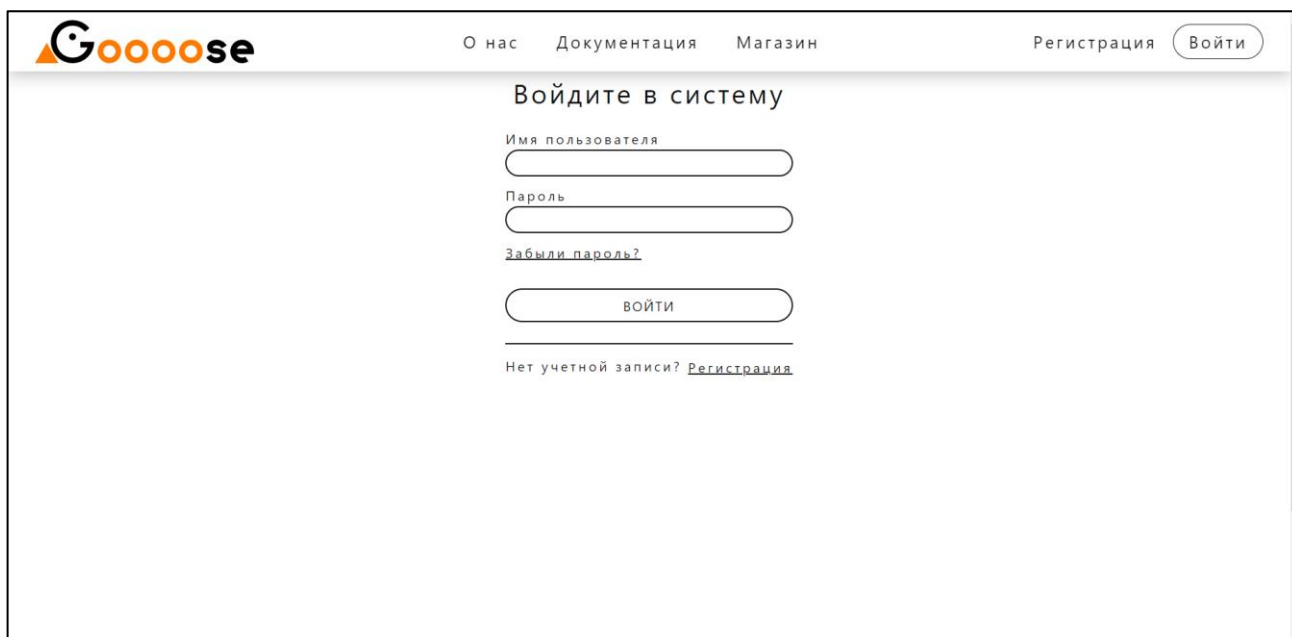 Goooose
О нас Документация Магазин Регистрация Войти
Войдите в систему
Имя пользователя
Пароль
Забыли пароль?
ВОЙТИ
Нет учетной записи? Регистрация